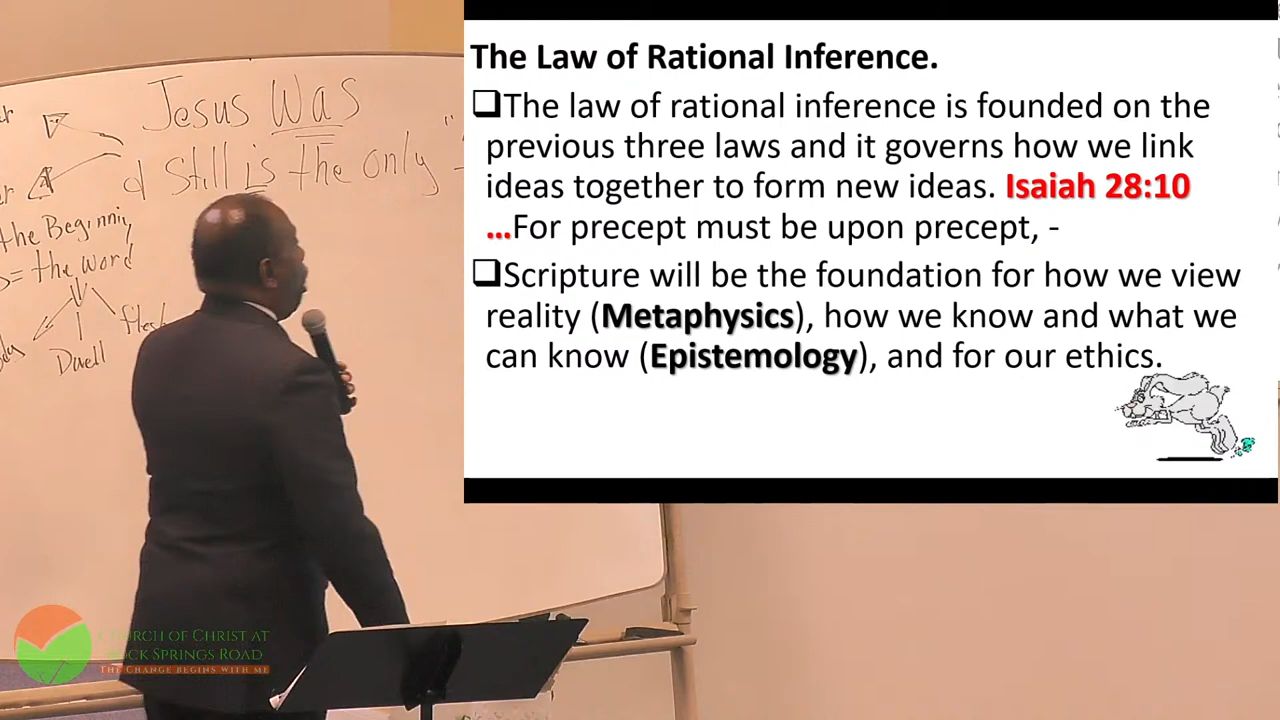 The Law of Rational Inference.
The law of rational inference is founded on the
previous three laws and it governs how we link
ideas together to form new ideas. Isaiah 28:10
...For precept must be upon precept, -
Scripture will be the foundation for how we view
reality (Metaphysics), how we know and what we
can know (Epistemology), and for our ethics.
Jesus Was
Still is the only
the Beginni
= the word
Dwell
Church of Christ at
Rock Springs Road
The Change begins with me